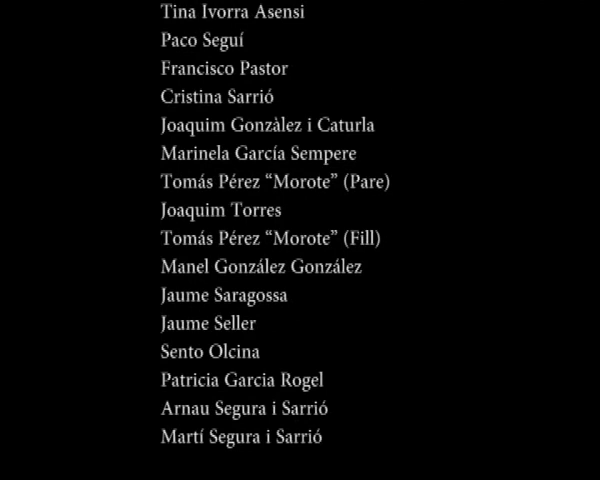 Tina Ivorra Asensi
Paco Seguí
Francisco Pastor
Cristina Sarrió
Joaquim Gonzàlez i Caturla
Marinela García Sempere
Tomás Pérez “Morote” (Pare)
Joaquim Torres
Tomás Pérez “Morote” (Fill)
Manel González González
Jaume Saragossa
Jaume Seller
Sento Olcina
Patricia Garcia Rogel
Arnau Segura i Sarrió
Martí Segura i Sarrió